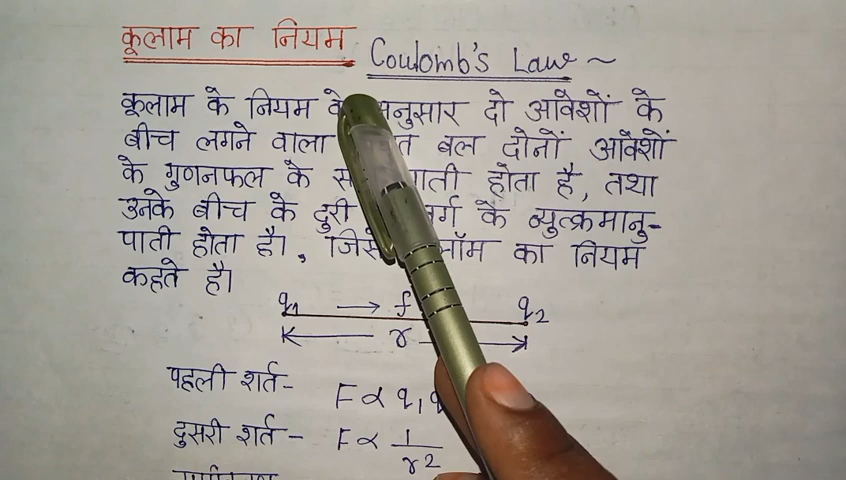 कूलाम का नियम Coulomb's Law ~
कूलाम के नियम के अनुसार दो आवेशों के
बीच लगने वाला बल दोनों आवेशों
के गुणनफल के होता है, तथा
उनके बीच के दुरी वर्ग के व्युत्क्रमानु-
पाती होता है। , का नियम
कहते है।
q1 → f q2
r
पहली शर्त- F ∝ q1 q
दुसरी शर्त - F ∝ 1/r2